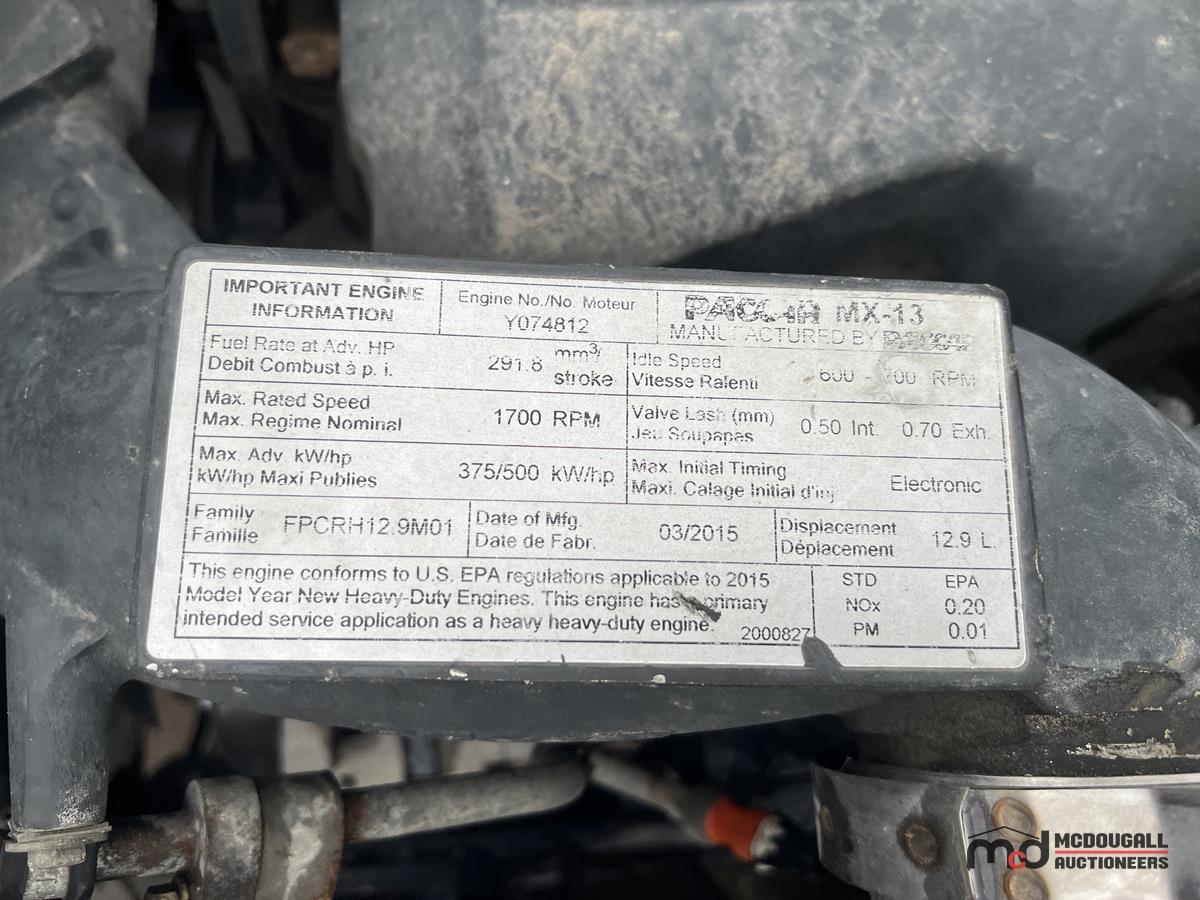 IMPORTANT ENGINE
INFORMATION
Engine No./No. Moteur
Y074812
PACCAR MX-13
MANUFACTURED BY PACCAR
Fuel Rate at Adv. HP
Debit Combust à p. i.
291.8 mm3/
stroke
Idle Speed
Vitesse Ralenti
600 - 700 RPM
Max. Rated Speed
Max. Regime Nominal
1700 RPM
Valve Lash (mm)
Jeu Soupapes
0.50 Int. 0.70 Exh.
Max. Adv kW/hp
kW/hp Maxi Publies
375/500 kW/hp
Max. Initial Timing
Maxi. Calage Initial d'inj
Electronic
Family
Famille
FPCRH12.9M01
Date of Mfg.
Date de Fabr.
03/2015
Displacement
Déplacement
12.9 L.
This engine conforms to U.S. EPA regulations applicable to 2015
Model Year New Heavy-Duty Engines. This engine has primary
intended service application as a heavy heavy-duty engine.
2000827
STD EPA
NOx 0.20
PM 0.01
mcd
MCDOUGALL
AUCTIONEERS